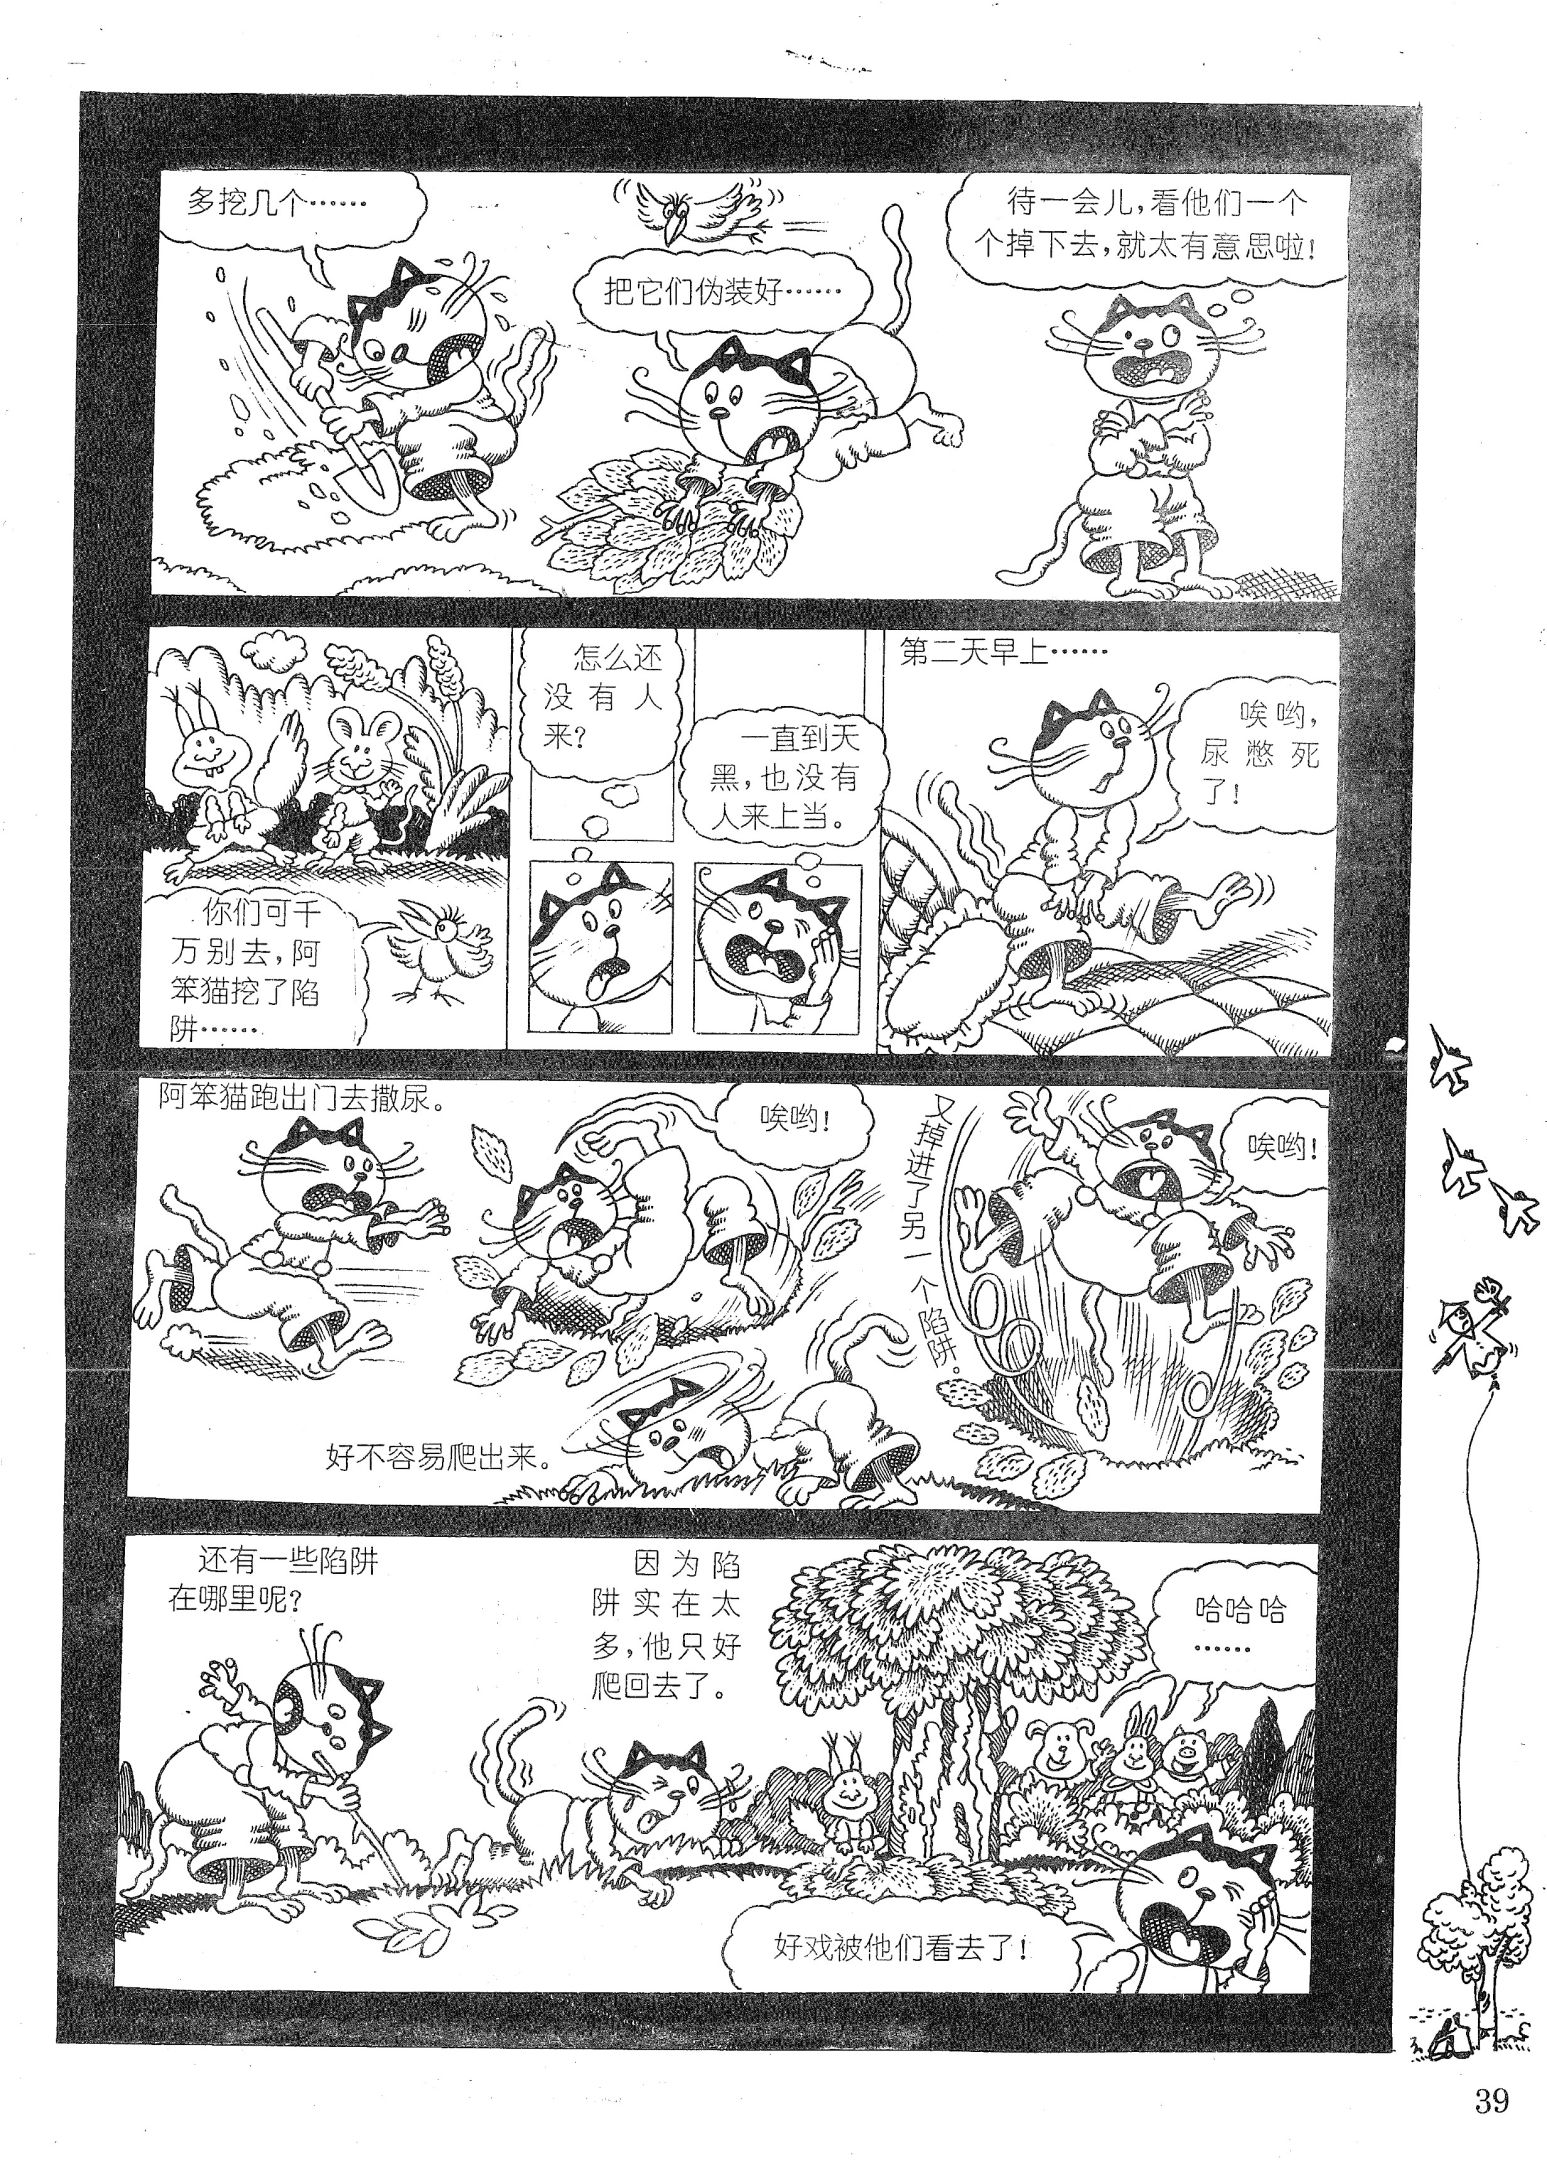 多挖几个……
把它们伪装好……
待一会儿，看他们一个
个掉下去，就太有意思啦！
你们可千
万别去，阿
笨猫挖了陷
阱……
怎么还
没有人
来？
一直到天
黑，也没有
人来上当。
第二天早上……
唉哟，
尿憋死
了！
阿笨猫跑出门去撒尿。
唉哟！
好不容易爬出来。
又掉进了另一个陷阱。
唉哟！
还有一些陷阱
在哪里呢？
因为陷
阱实在太
多，他只好
爬回去了。
哈哈哈
……
好戏被他们看去了！
39